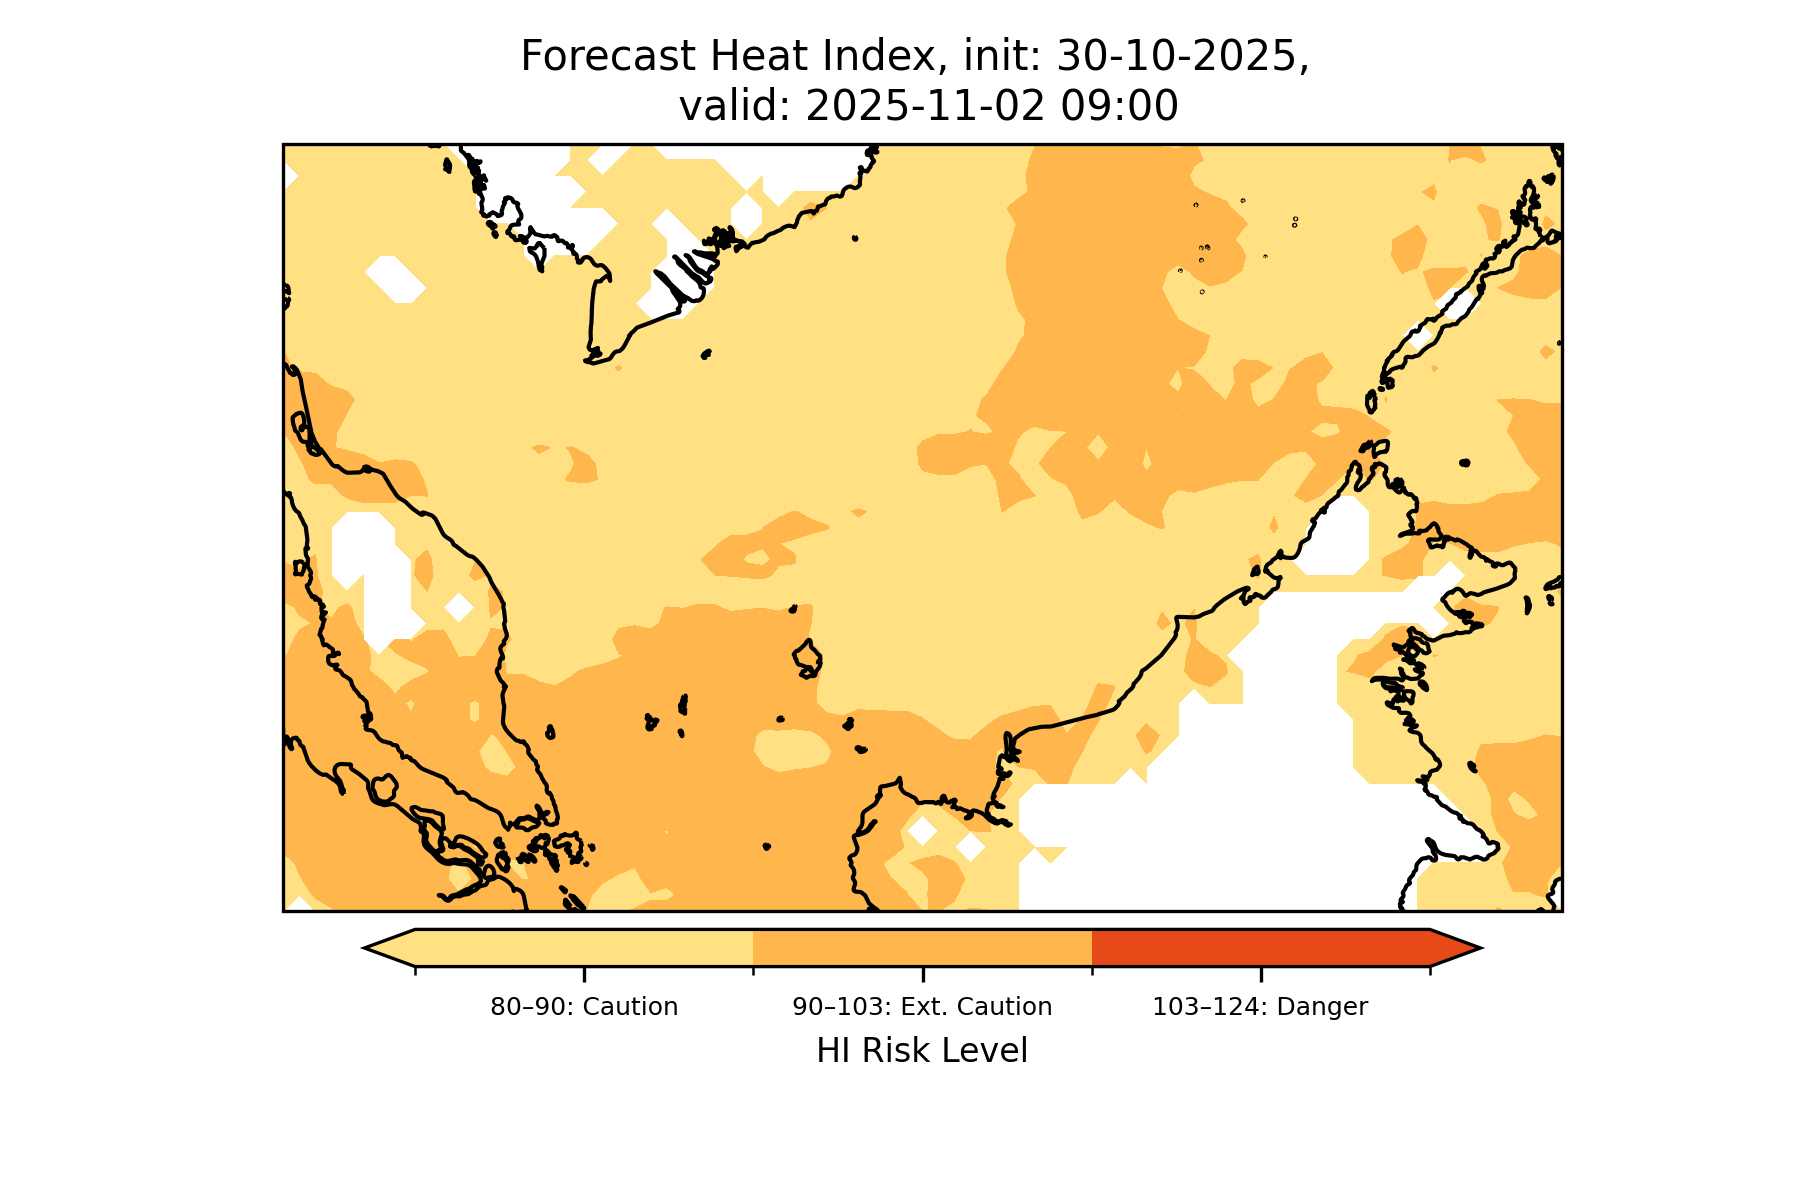 Forecast Heat Index, init: 30-10-2025,
valid: 2025-11-02 09:00
80–90: Caution
90–103: Ext. Caution
103–124: Danger
HI Risk Level